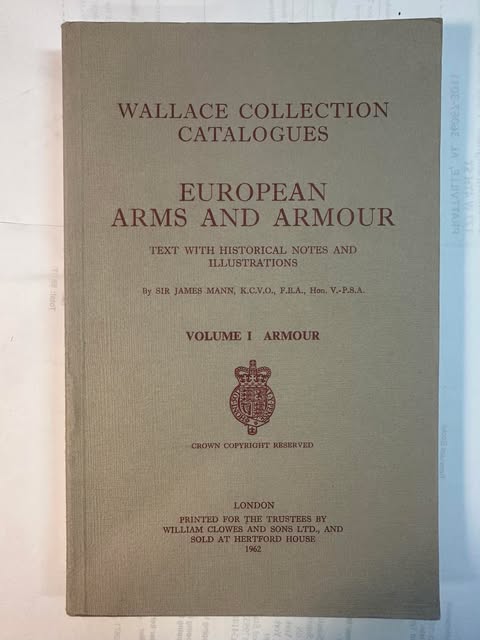 WALLACE COLLECTION
CATALOGUES
EUROPEAN
ARMS AND ARMOUR
TEXT WITH HISTORICAL NOTES AND
ILLUSTRATIONS
By SIR JAMES MANN, K.C.V.O., F.B.A., Hon. V.-P.S.A.
VOLUME I ARMOUR
CROWN COPYRIGHT RESERVED
LONDON
PRINTED FOR THE TRUSTEES BY
WILLIAM CLOWES AND SONS LTD., AND
SOLD AT HERTFORD HOUSE
1962